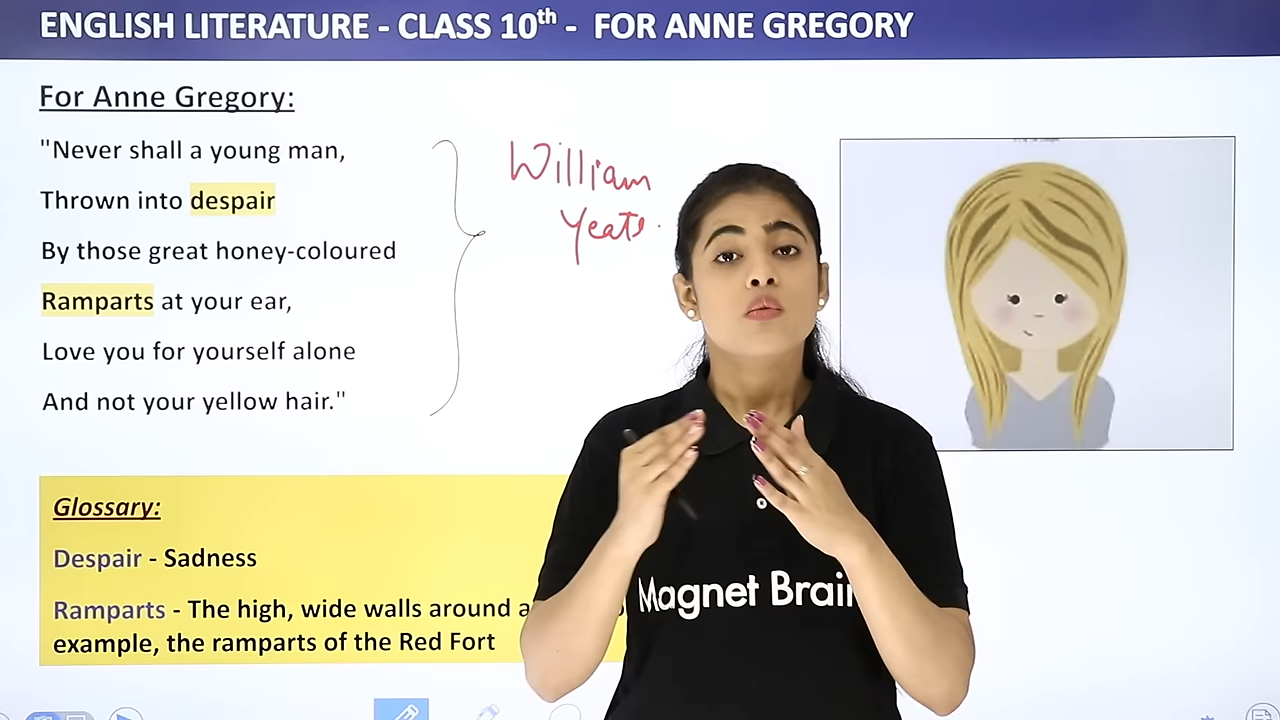 ENGLISH LITERATURE - CLASS 10th - FOR ANNE GREGORY
For Anne Gregory:
"Never shall a young man,
Thrown into despair
By those great honey-coloured
Ramparts at your ear,
Love you for yourself alone
And not your yellow hair."
William
Yeats.
Glossary:
Despair - Sadness
Ramparts - The high, wide walls around a
example, the ramparts of the Red Fort
Magnet Brain